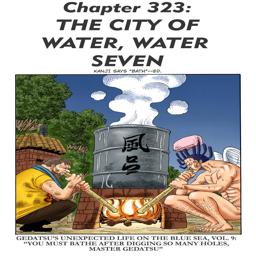 Chapter 323:
THE CITY OF
WATER, WATER
SEVEN
KANJI SAYS "BATH"--ED.
風呂
GEDATSU'S UNEXPECTED LIFE ON THE BLUE SEA, VOL. 9:
"YOU MUST BATHE AFTER DIGGING SO MANY HOLES,
MASTER GEDATSU"